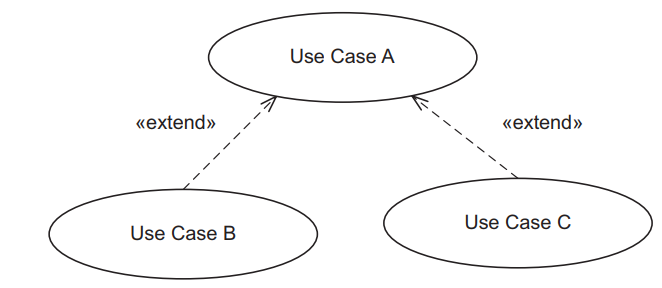 Use Case A
«extend»
«extend»
Use Case B
Use Case C